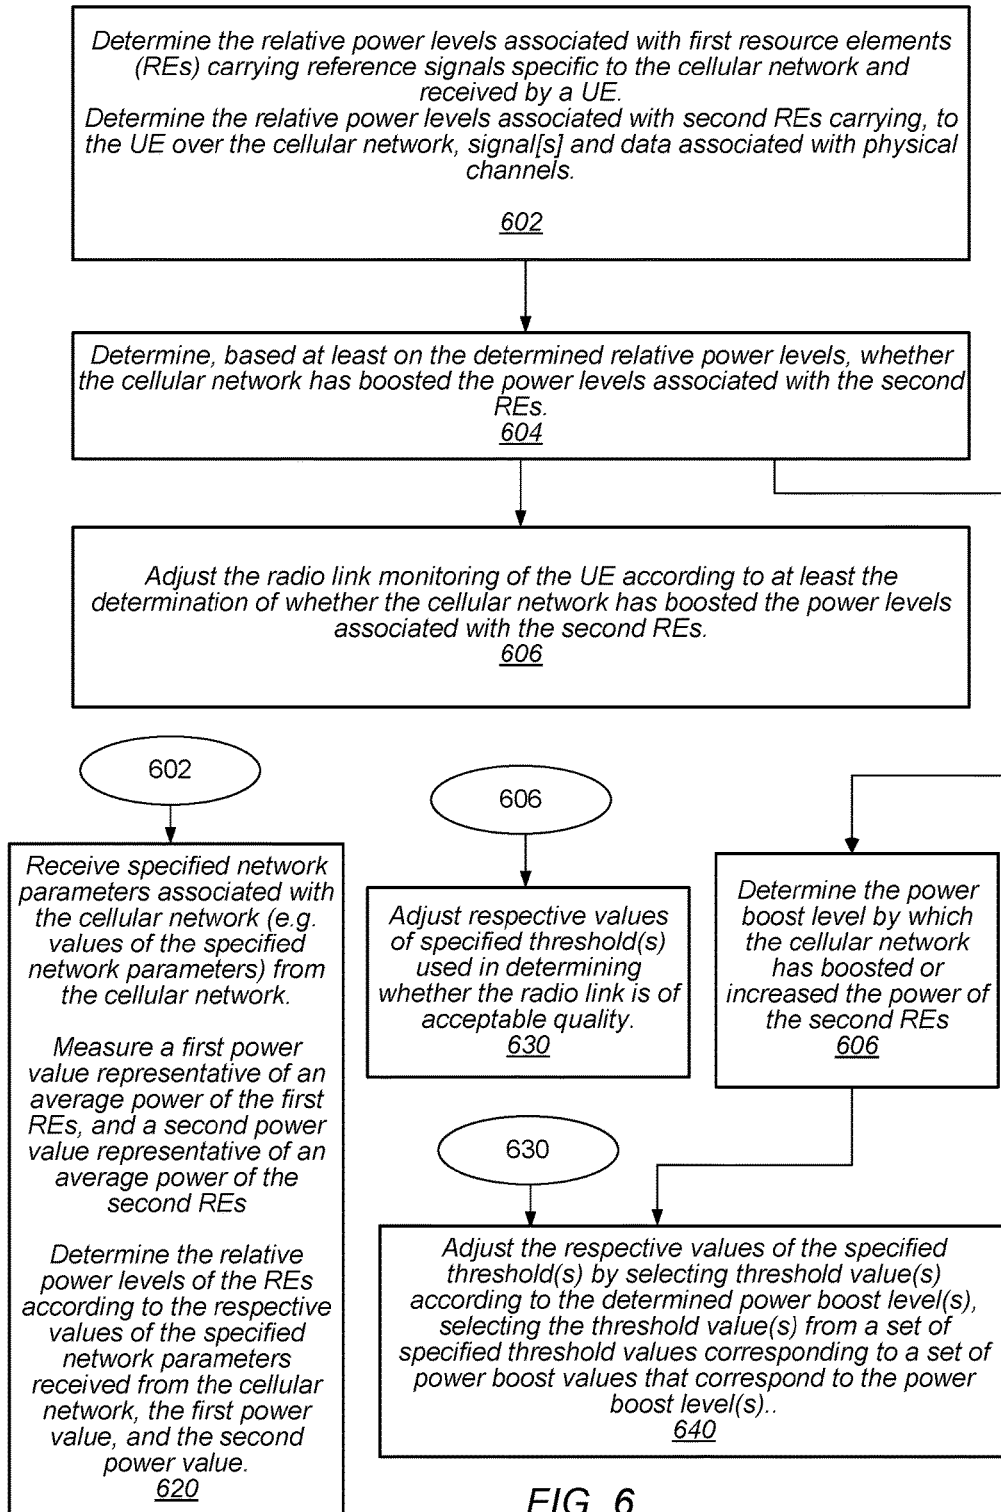 Determine the relative power levels associated with first resource elements
(REs) carrying reference signals specific to the cellular network and
received by a UE.
Determine the relative power levels associated with second REs carrying, to
the UE over the cellular network, signal[s] and data associated with physical
channels.
602
Determine, based at least on the determined relative power levels, whether
the cellular network has boosted the power levels associated with the second
REs.
604
Adjust the radio link monitoring of the UE according to at least the
determination of whether the cellular network has boosted the power levels
associated with the second REs.
606
602
Receive specified network
parameters associated with
the cellular network (e.g.
values of the specified
network parameters) from
the cellular network.
Measure a first power
value representative of an
average power of the first
REs, and a second power
value representative of an
average power of the
second REs
Determine the relative
power levels of the REs
according to the respective
values of the specified
network parameters
received from the cellular
network, the first power
value, and the second
power value.
620
606
Adjust respective values
of specified threshold(s)
used in determining
whether the radio link is of
acceptable quality.
630
Determine the power
boost level by which
the cellular network
has boosted or
increased the power of
the second REs
606
630
Adjust the respective values of the specified
threshold(s) by selecting threshold value(s)
according to the determined power boost level(s),
selecting the threshold value(s) from a set of
specified threshold values corresponding to a set of
power boost values that correspond to the power
boost level(s)..
640
FIG. 6